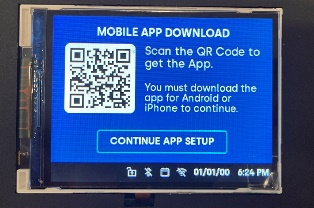 MOBILE APP DOWNLOAD
Scan the QR Code to
get the App.
You must download the
app for Android or
iPhone to continue.
CONTINUE APP SETUP
01/01/00 6:24 PM